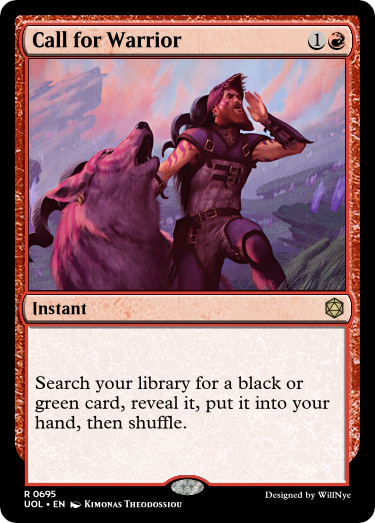 Call for Warrior 1
Instant
Search your library for a black or
green card, reveal it, put it into your
hand, then shuffle.
R 0695
UOL • EN Kimonas Theodossiou
Designed by WillNye